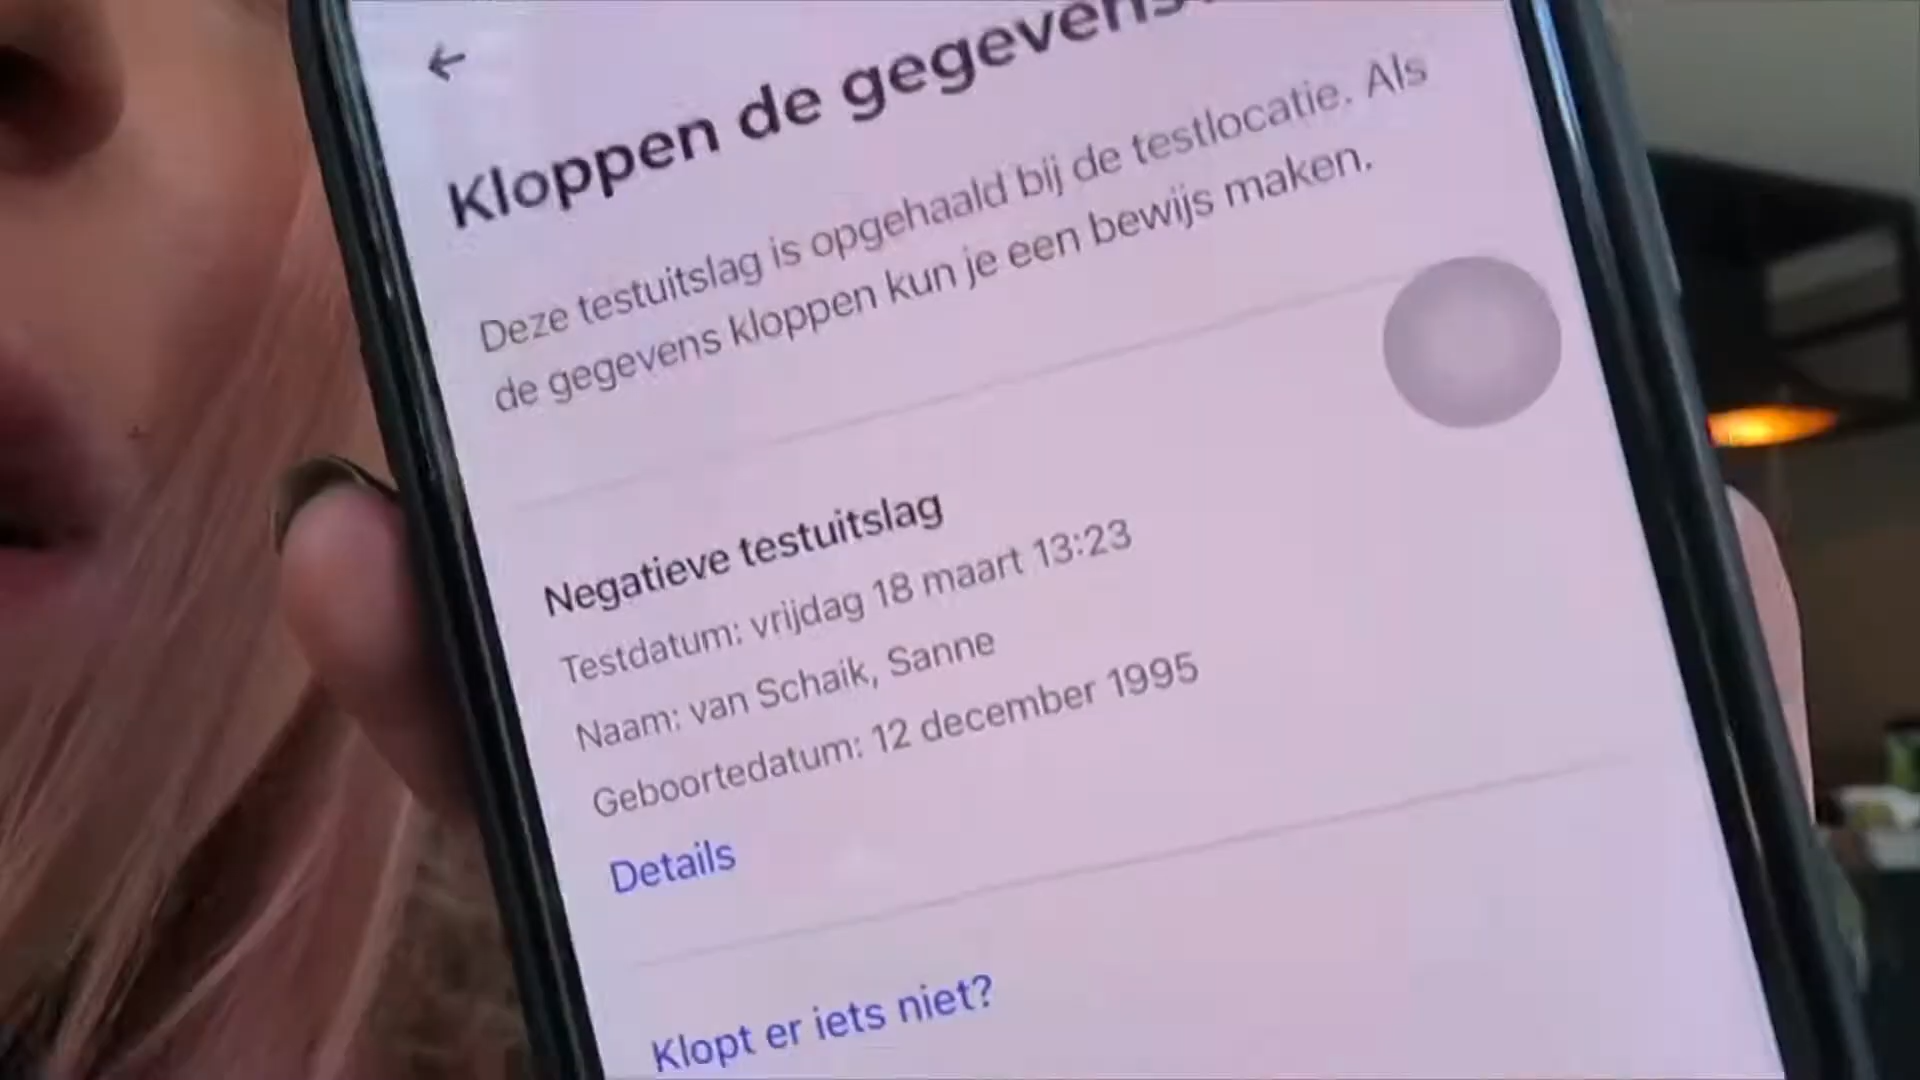 Kloppen de gegevens
Deze testuitslag is opgehaald bij de testlocatie. Als
de gegevens kloppen kun je een bewijs maken.
Negatieve testuitslag
Testdatum: vrijdag 18 maart 13:23
Naam: van Schaik, Sanne
Geboortedatum: 12 december 1995
Details
Klopt er iets niet?